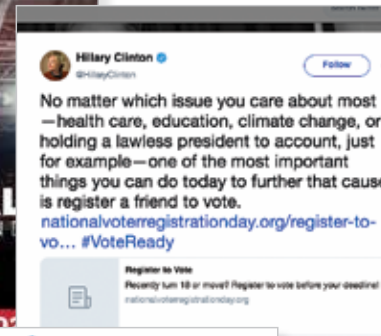 Hillary Clinton
@HillaryClinton
Follow
No matter which issue you care about most
—health care, education, climate change, or
holding a lawless president to account, just
for example—one of the most important
things you can do today to further that cause
is register a friend to vote.
nationalvoterregistrationday.org/register-to-
vo... #VoteReady
Register to Vote
Recently turn 18 or move? Register to vote before your deadline!
nationalvoterregistrationday.org